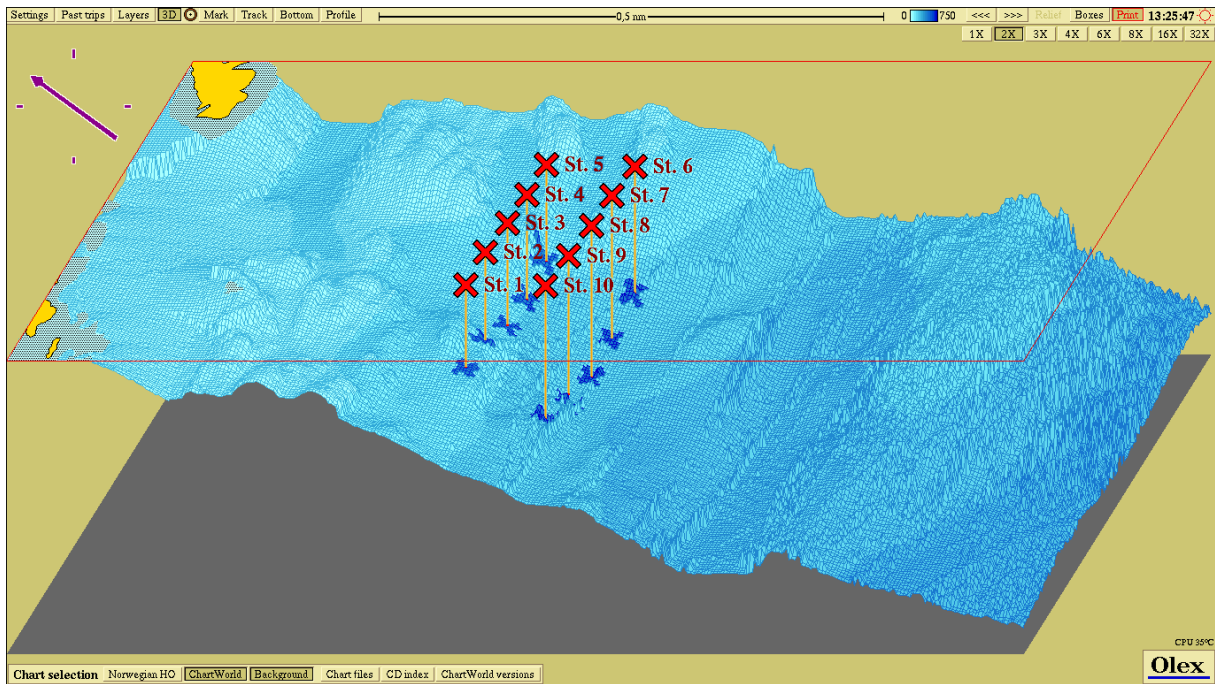 Settings Past trips Layers 3D Mark Track Bottom Profile 0,5 nm 0 750 <<< >>> Relief Boxes Print 13:25:47
1X 2X 3X 4X 6X 8X 16X 32X
St. 5 St. 6
St. 4 St. 7
St. 3 St. 8
St. 2 St. 9
St. 1 St. 10
CPU 35°C
Chart selection Norwegian HO ChartWorld Background Chart files CD index ChartWorld versions Olex